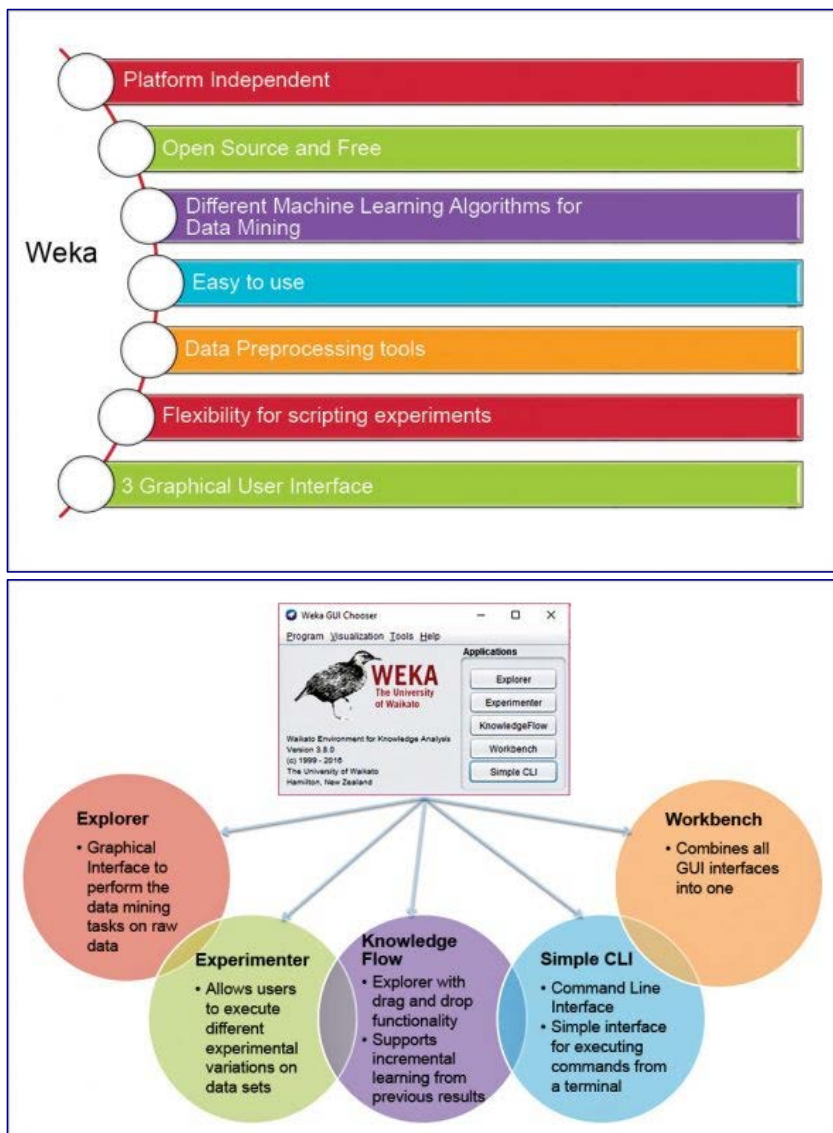 Platform Independent
Open Source and Free
Different Machine Learning Algorithms for
Data Mining
Weka
Easy to use
Data Preprocessing tools
Flexibility for scripting experiments
3 Graphical User Interface
Weka GUI Chooser
Program Visualization Tools Help
WEKA
The University
of Waikato
Waikato Environment for Knowledge Analysis
Version 3.8.0
(c) 1999 - 2016
The University of Waikato
Hamilton, New Zealand
Applications
Explorer
Experimenter
KnowledgeFlow
Workbench
Simple CLI
Explorer
• Graphical
Interface to
perform the
data mining
tasks on raw
data
Experimenter
• Allows users
to execute
different
experimental
variations on
data sets
Knowledge
Flow
• Explorer with
drag and drop
functionality
• Supports
incremental
learning from
previous results
Simple CLI
• Command Line
Interface
• Simple interface
for executing
commands from
a terminal
Workbench
• Combines all
GUI interfaces
into one